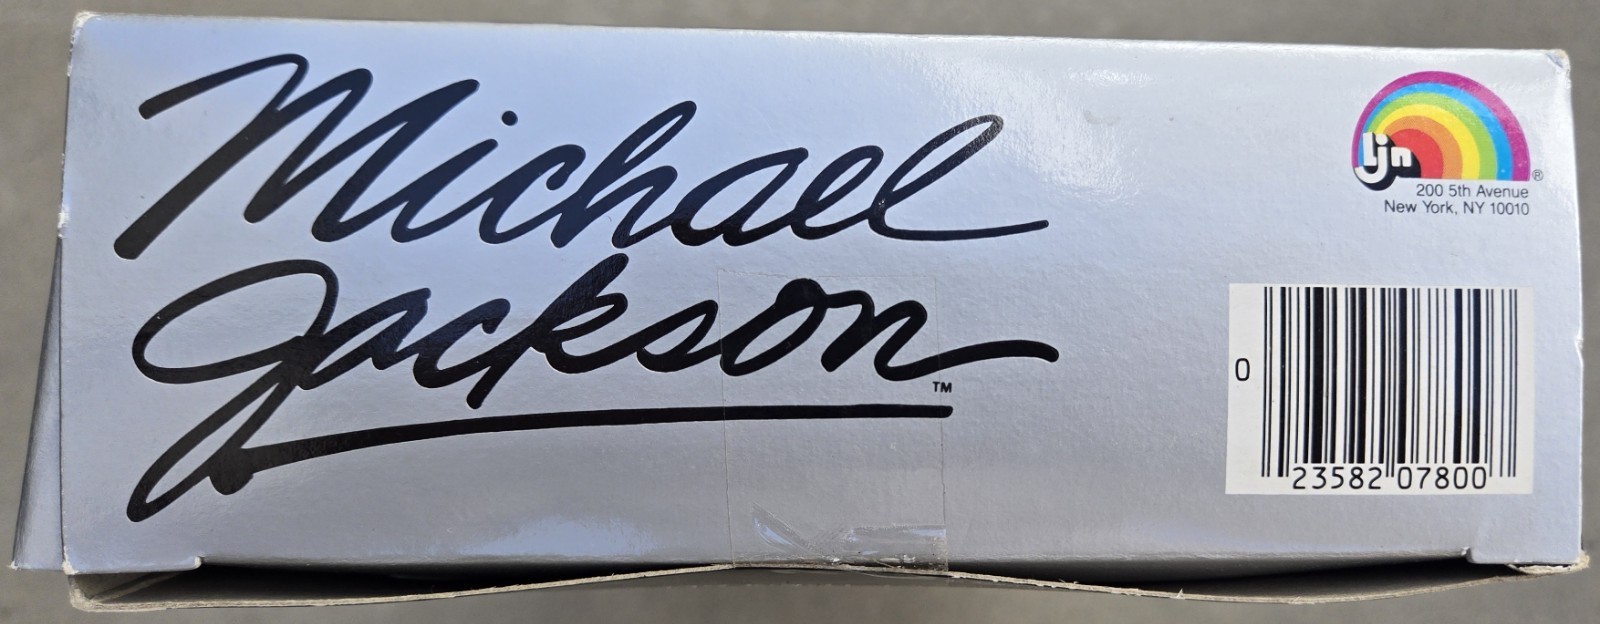 Michael
Jackson™
ljn®
200 5th Avenue
New York, NY 10010
0
23582 07800